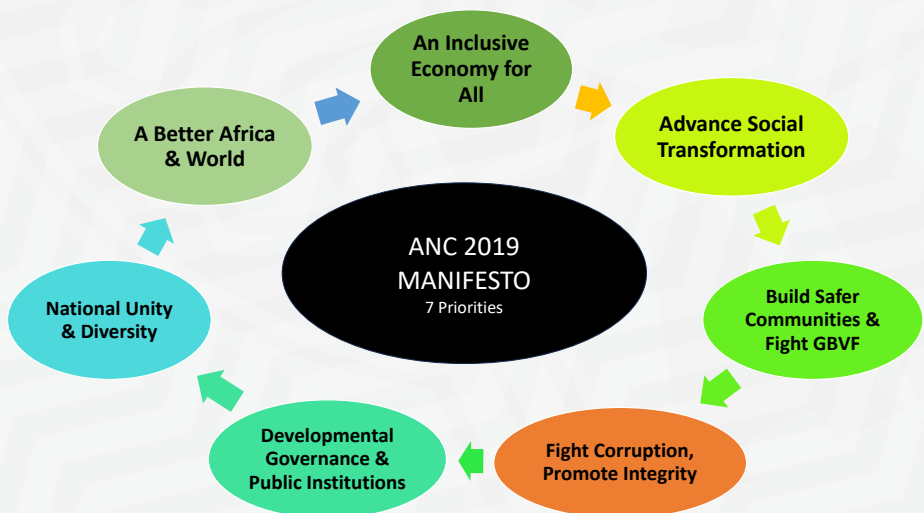 An Inclusive
Economy for
All
Advance Social
Transformation
Build Safer
Communities &
Fight GBVF
Fight Corruption,
Promote Integrity
Developmental
Governance &
Public Institutions
National Unity
& Diversity
A Better Africa
& World
ANC 2019
MANIFESTO
7 Priorities